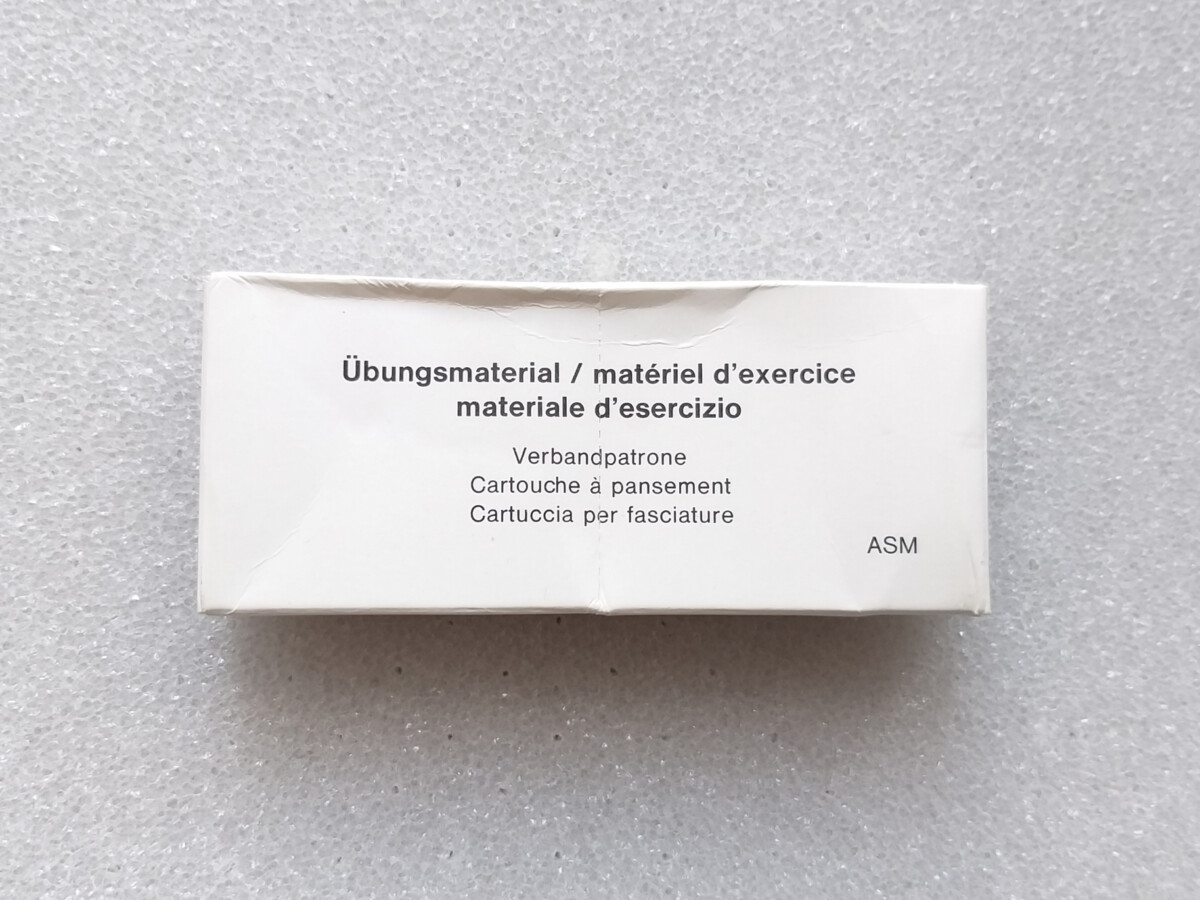 Übungsmaterial / matériel d'exercice
materiale d'esercizio
Verbandpatrone
Cartouche à pansement
Cartuccia per fasciature
ASM